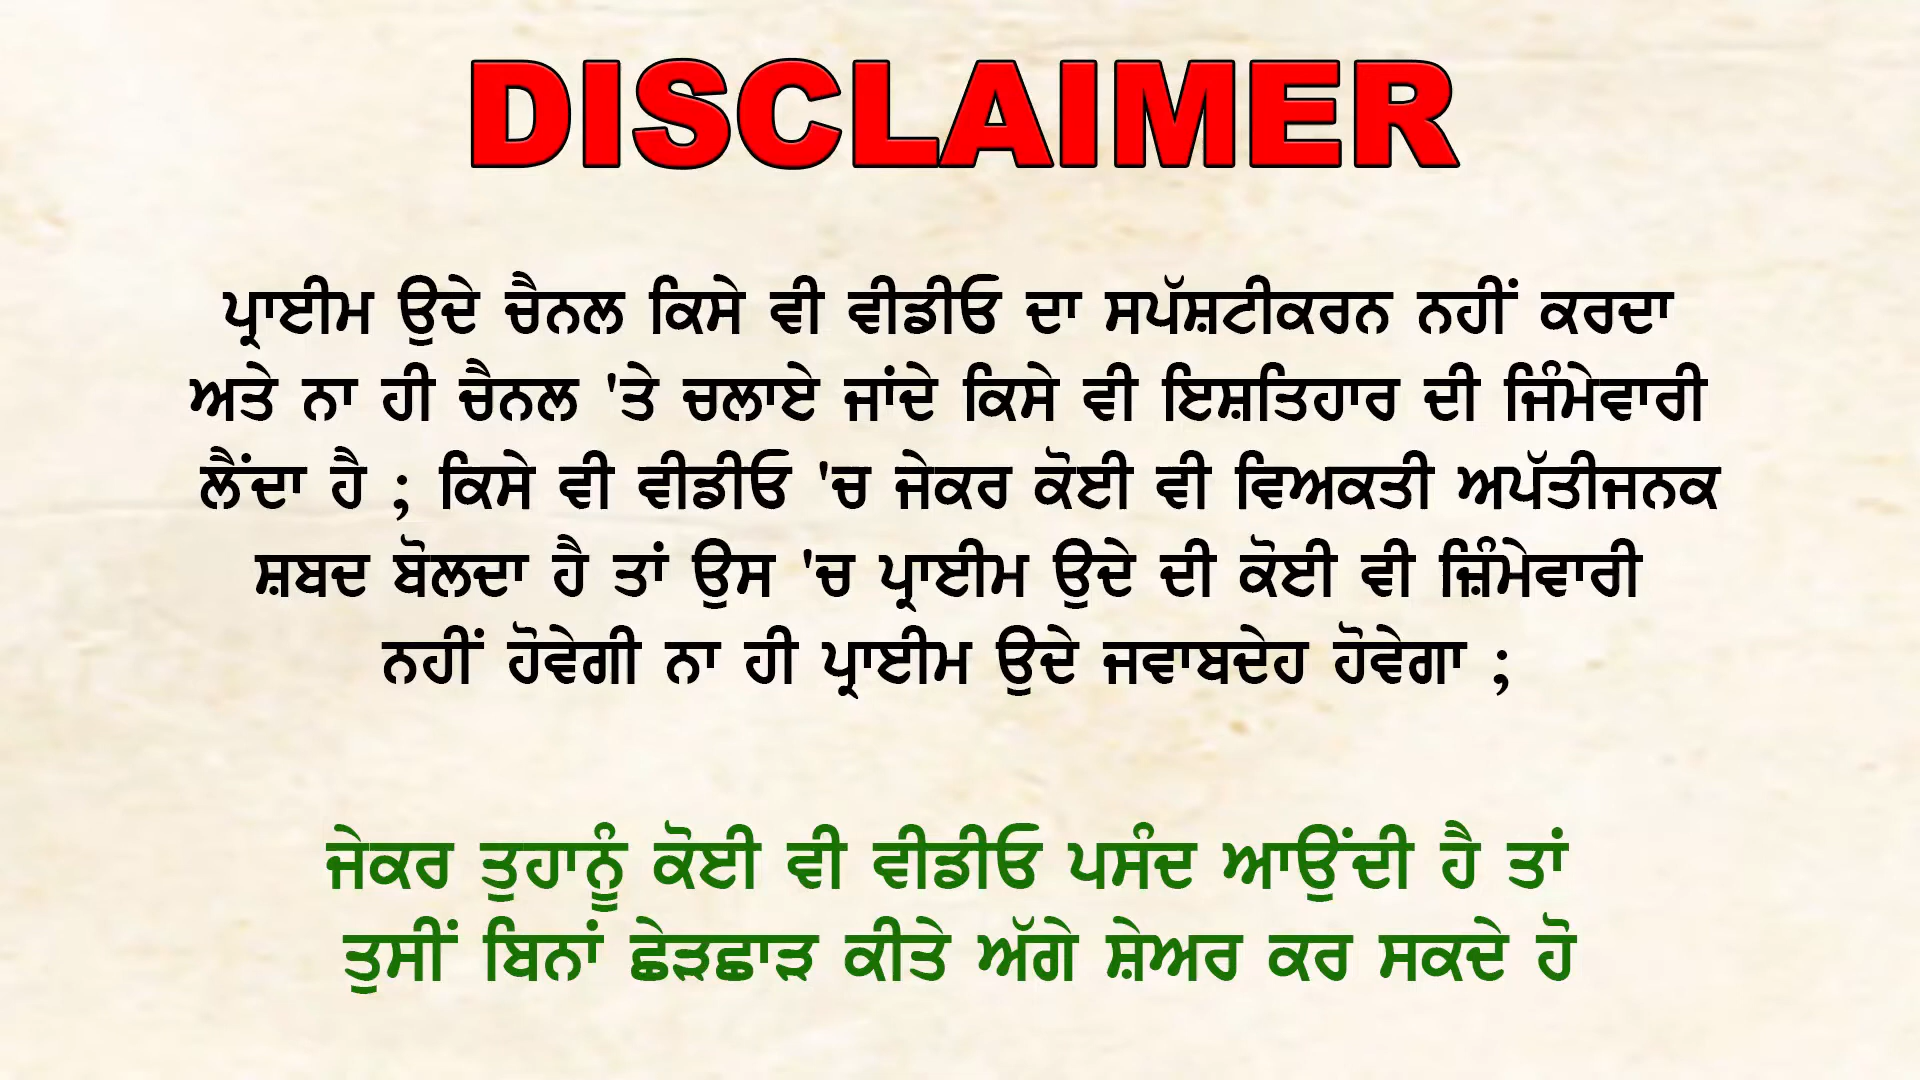 DISCLAIMER
ਪ੍ਰਾਈਮ ਉਦੇ ਚੈਨਲ ਕਿਸੇ ਵੀ ਵੀਡੀਓ ਦਾ ਸਪੱਸ਼ਟੀਕਰਨ ਨਹੀਂ ਕਰਦਾ
ਅਤੇ ਨਾ ਹੀ ਚੈਨਲ 'ਤੇ ਚਲਾਏ ਜਾਂਦੇ ਕਿਸੇ ਵੀ ਇਸ਼ਤਿਹਾਰ ਦੀ ਜਿੰਮੇਵਾਰੀ
ਲੈਂਦਾ ਹੈ ; ਕਿਸੇ ਵੀ ਵੀਡੀਓ 'ਚ ਜੇਕਰ ਕੋਈ ਵੀ ਵਿਅਕਤੀ ਅਪੱਤੀਜਨਕ
ਸ਼ਬਦ ਬੋਲਦਾ ਹੈ ਤਾਂ ਉਸ 'ਚ ਪ੍ਰਾਈਮ ਉਦੇ ਦੀ ਕੋਈ ਵੀ ਜ਼ਿੰਮੇਵਾਰੀ
ਨਹੀਂ ਹੋਵੇਗੀ ਨਾ ਹੀ ਪ੍ਰਾਈਮ ਉਦੇ ਜਵਾਬਦੇਹ ਹੋਵੇਗਾ ;
ਜੇਕਰ ਤੁਹਾਨੂੰ ਕੋਈ ਵੀ ਵੀਡੀਓ ਪਸੰਦ ਆਉਂਦੀ ਹੈ ਤਾਂ
ਤੁਸੀਂ ਬਿਨਾਂ ਛੇੜਛਾੜ ਕੀਤੇ ਅੱਗੇ ਸ਼ੇਅਰ ਕਰ ਸਕਦੇ ਹੋ